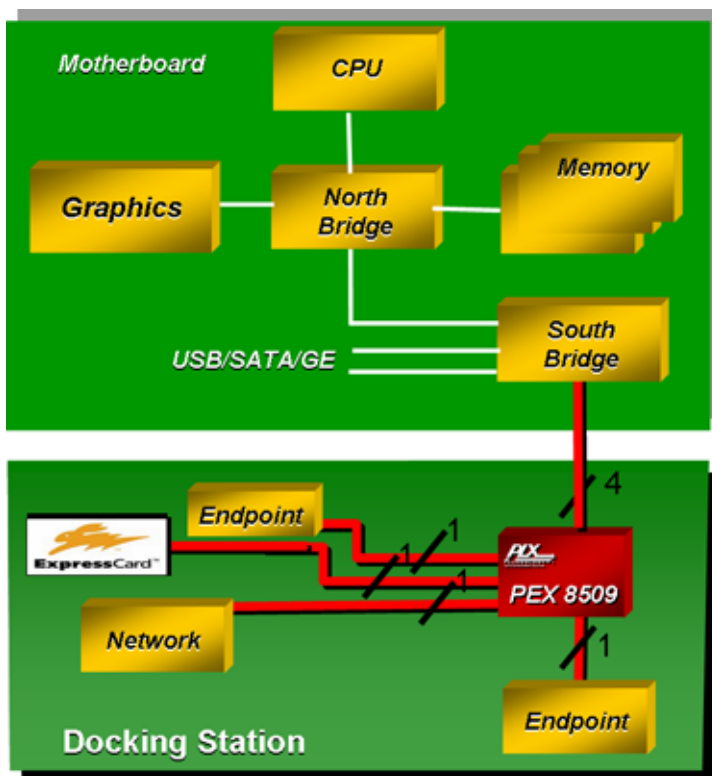 Motherboard
CPU
Graphics
North
Bridge
Memory
USB/SATA/GE
South
Bridge
4
Endpoint
1
1
ExpressCard™
1
PLX
PEX 8509
Network
1
Endpoint
Docking Station